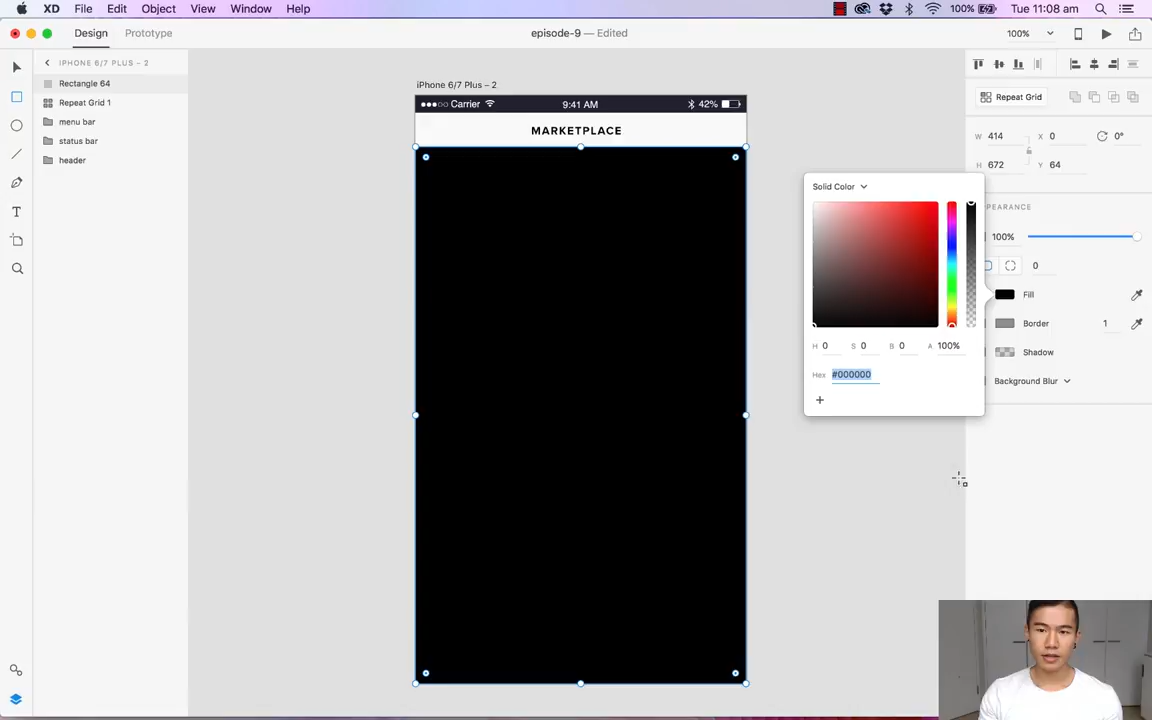 XD File Edit Object View Window Help 100% Tue 11:08 am
Design Prototype episode-9 — Edited 100%
IPHONE 6/7 PLUS – 2
Rectangle 64
Repeat Grid 1
menu bar
status bar
header
iPhone 6/7 Plus – 2
Carrier 9:41 AM 42%
MARKETPLACE
Solid Color
H 0 S 0 B 0 A 100%
Hex #000000
+
Repeat Grid
W 414 X 0 0°
H 672 Y 64
PPEARANCE
100%
0
Fill
Border 1
Shadow
Background Blur